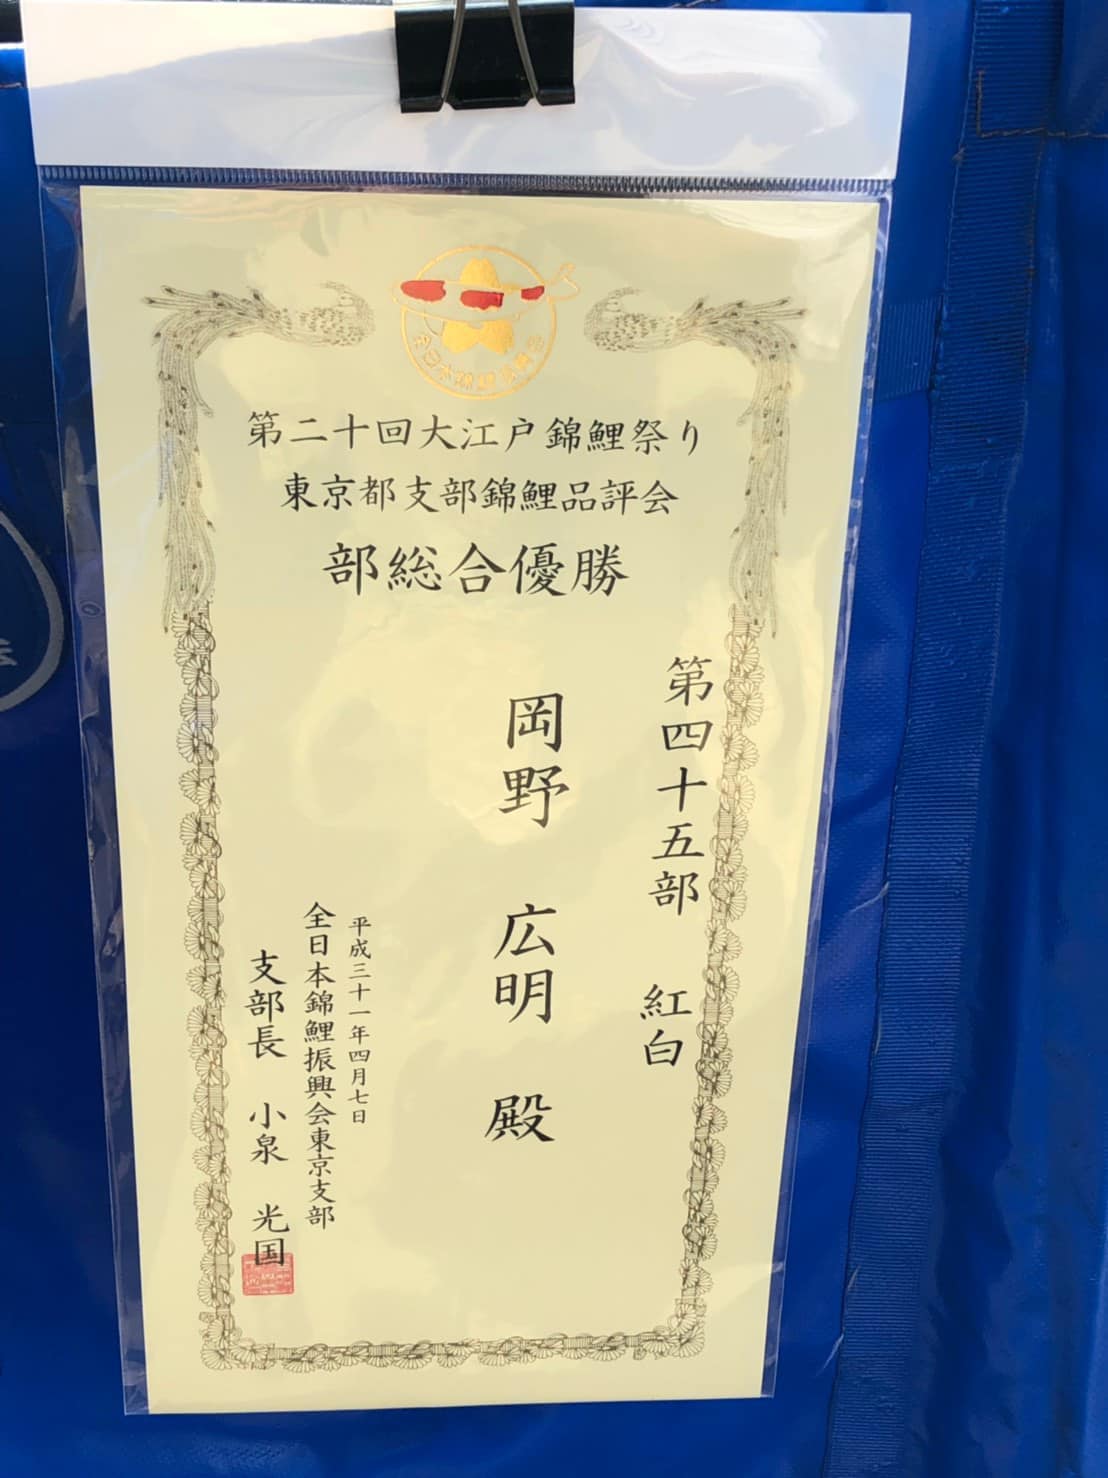 第二十回大江戸錦鯉祭り
東京都支部錦鯉品評会
部総合優勝
第四十五部 紅白
岡野 広明 殿
平成三十一年四月七日
全日本錦鯉振興会東京支部
支部長 小泉 光国